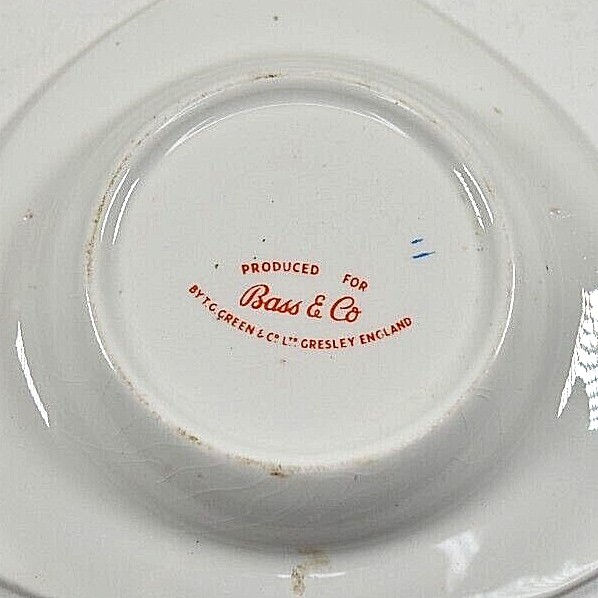 PRODUCED FOR
Bass & Co
BY T.G. GREEN & Co. LTD. GRESLEY ENGLAND